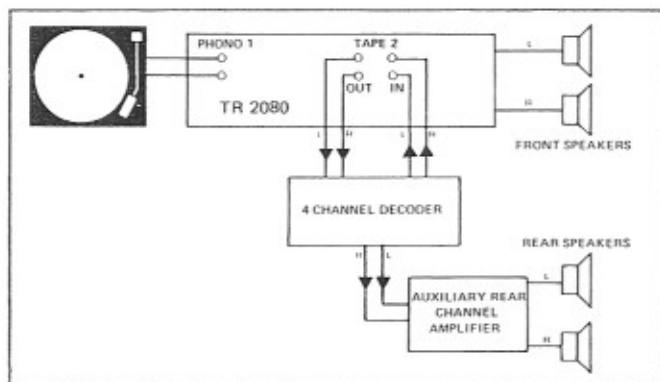 PHONO 1 TAPE 2
L
OUT IN
TR 2080
R
L R L R
FRONT SPEAKERS
4 CHANNEL DECODER
REAR SPEAKERS
R L
L
AUXILIARY REAR
CHANNEL
AMPLIFIER
R